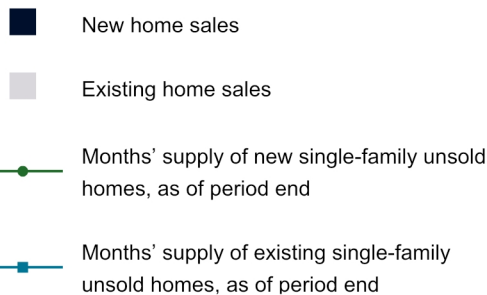 New home sales
Existing home sales
Months’ supply of new single-family unsold
homes, as of period end
Months’ supply of existing single-family
unsold homes, as of period end